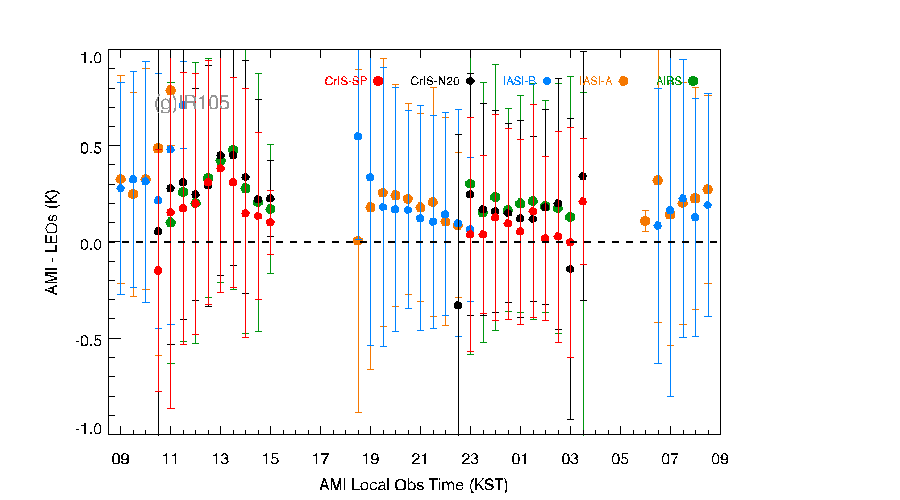 1.0
CrIS-SP CrIS-N20 IASI-B IASI-A AIRS
(g)IR105
0.5
0.0
-0.5
-1.0
AMI - LEOs (K)
09 11 13 15 17 19 21 23 01 03 05 07 09
AMI Local Obs Time (KST)